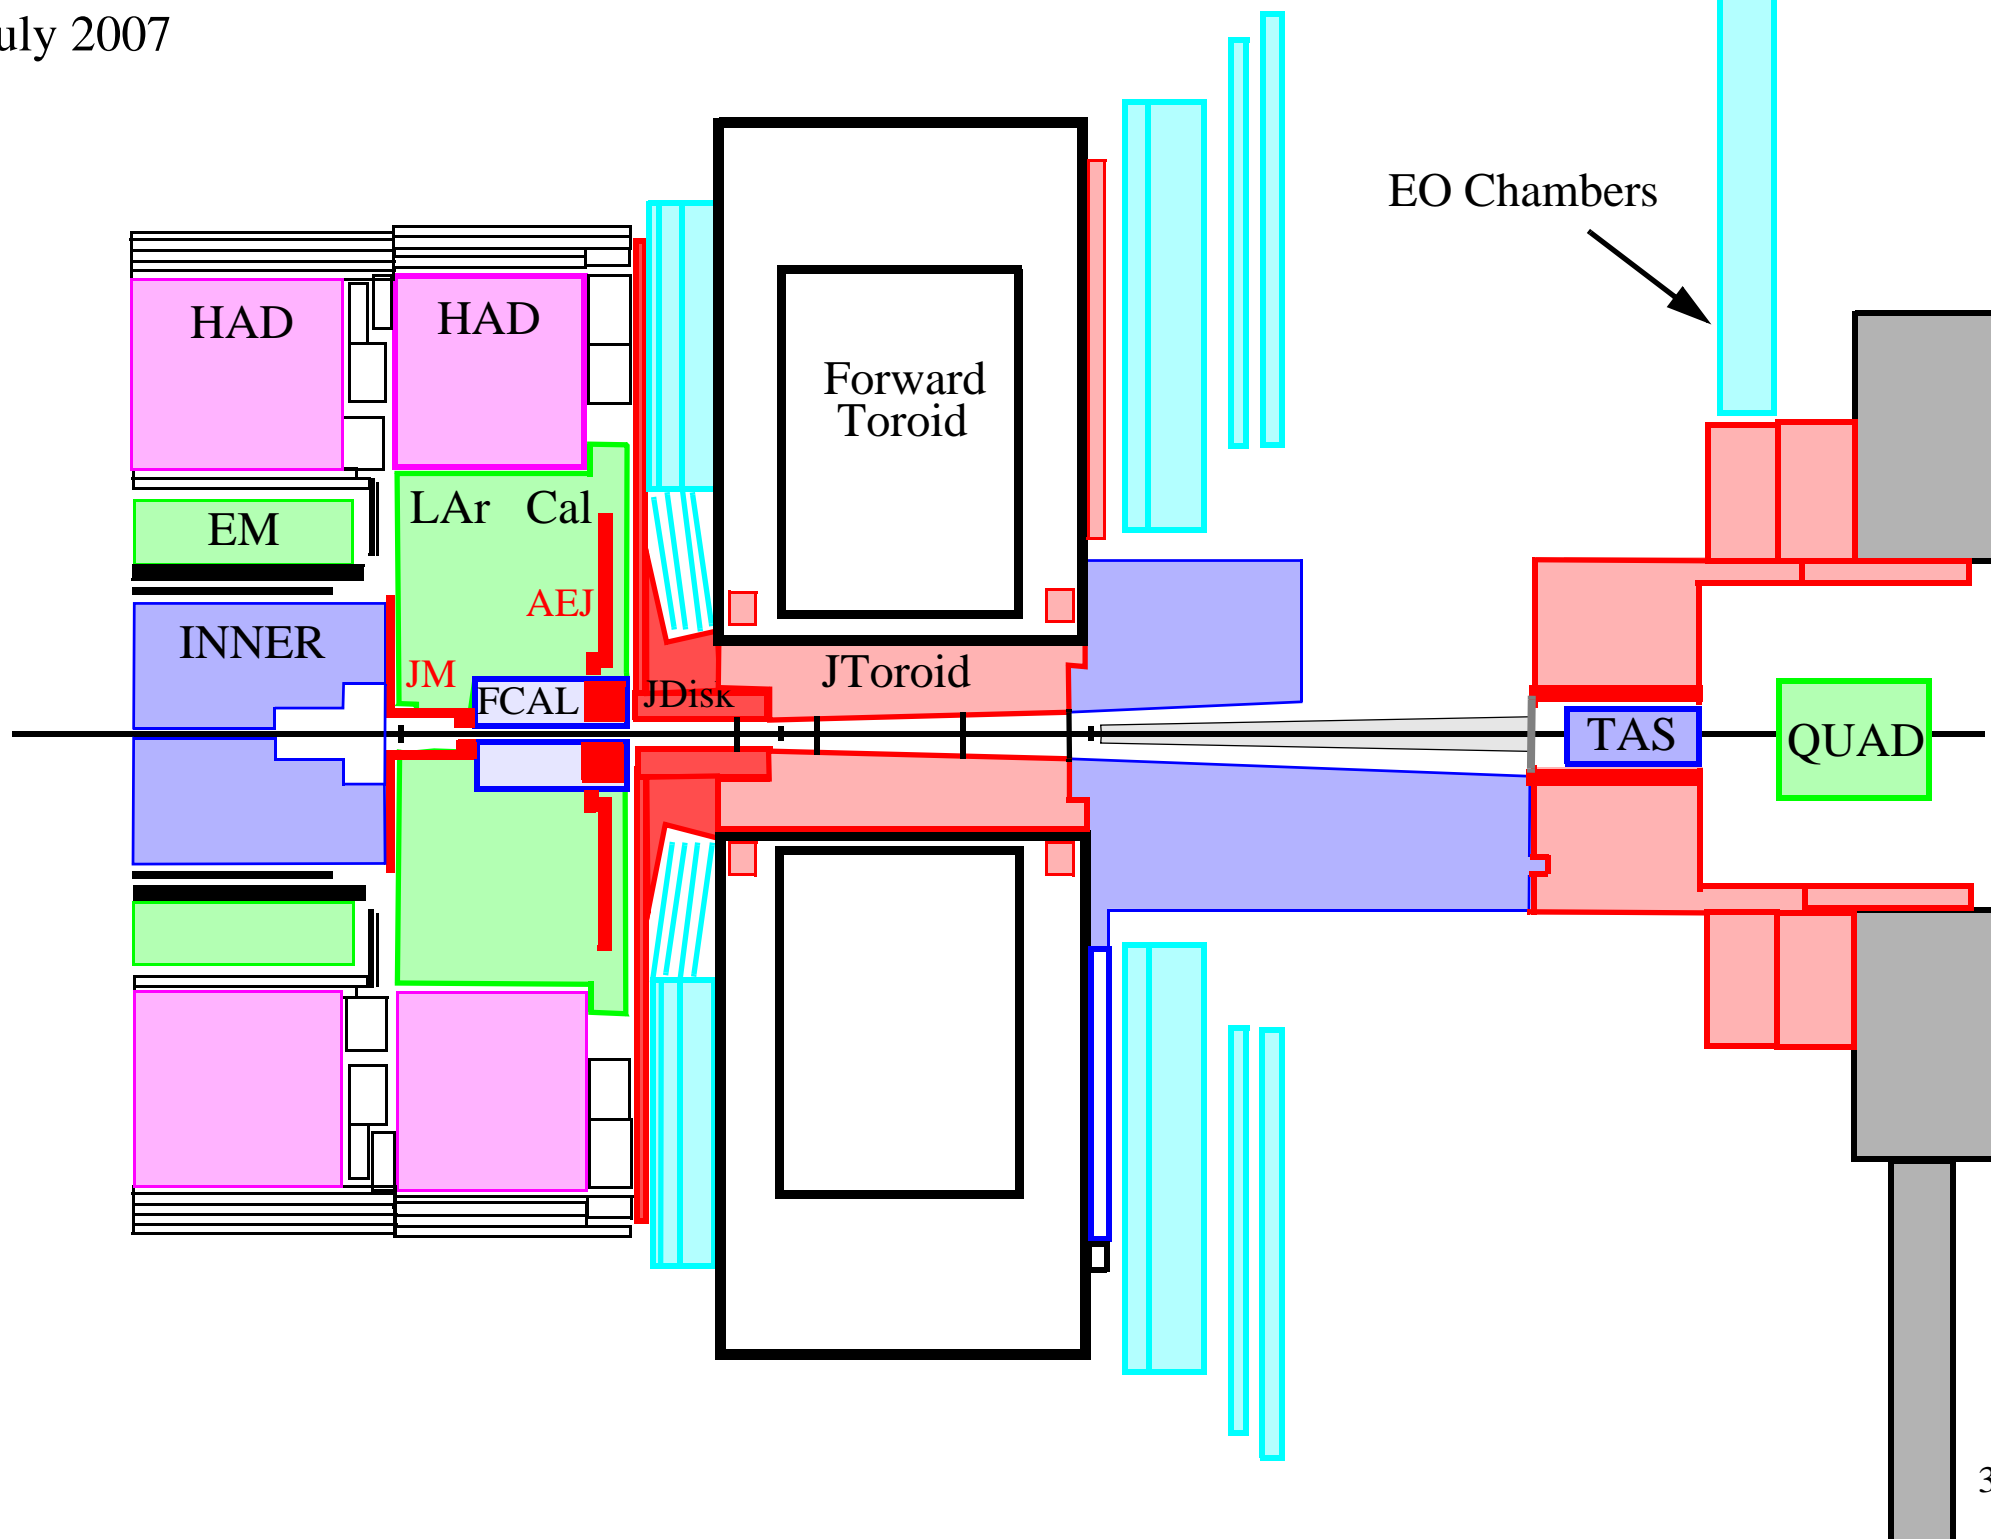 uly 2007
EO Chambers
HAD HAD
Forward
Toroid
LAr Cal
EM
AEJ
INNER
JM
FCAL
JDisk
JToroid
TAS
QUAD
3